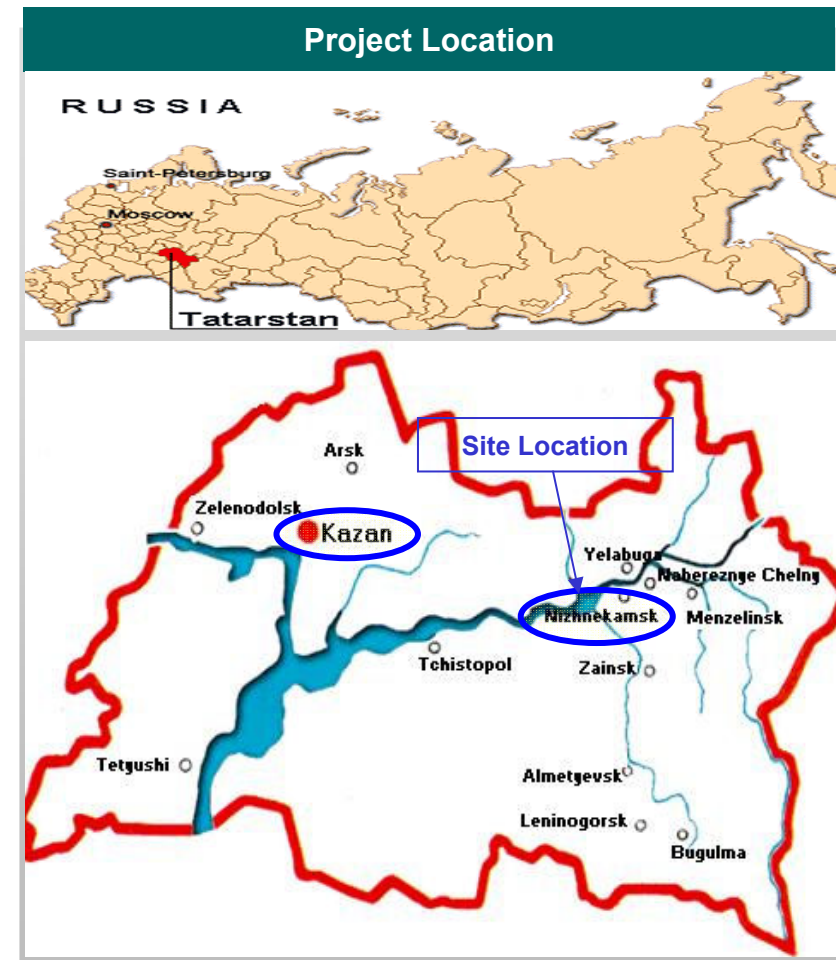 Project Location
RUSSIA
Saint-Petersburg
Moscow
Tatarstan
Site Location
Arsk
Zelenodolsk
Kazan
Yelabuga
Nabereznye Chelny
Nizhnekamsk
Menzelinsk
Tchistopol
Zainsk
Tetyushi
Almetyevsk
Leninogorsk
Bugulma